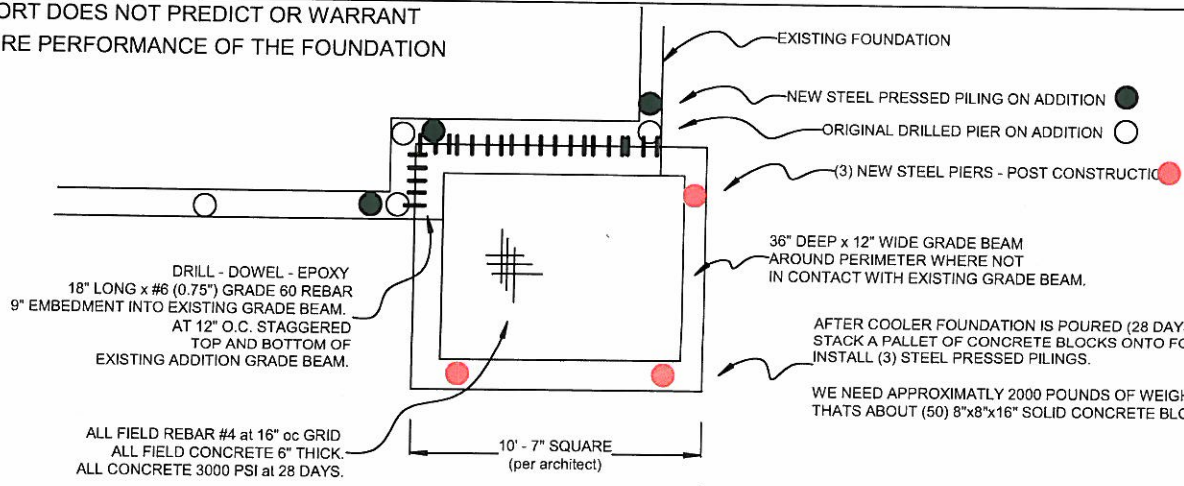 ORT DOES NOT PREDICT OR WARRANT
RE PERFORMANCE OF THE FOUNDATION
EXISTING FOUNDATION
NEW STEEL PRESSED PILING ON ADDITION
ORIGINAL DRILLED PIER ON ADDITION
(3) NEW STEEL PIERS - POST CONSTRUCTIO
36" DEEP x 12" WIDE GRADE BEAM
AROUND PERIMETER WHERE NOT
IN CONTACT WITH EXISTING GRADE BEAM.
DRILL - DOWEL - EPOXY
18" LONG x #6 (0.75") GRADE 60 REBAR
9" EMBEDMENT INTO EXISTING GRADE BEAM.
AT 12" O.C. STAGGERED
TOP AND BOTTOM OF
EXISTING ADDITION GRADE BEAM.
AFTER COOLER FOUNDATION IS POURED (28 DAY
STACK A PALLET OF CONCRETE BLOCKS ONTO FO
INSTALL (3) STEEL PRESSED PILINGS.
WE NEED APPROXIMATLY 2000 POUNDS OF WEIGH
THATS ABOUT (50) 8"x8"x16" SOLID CONCRETE BLO
ALL FIELD REBAR #4 at 16" oc GRID
ALL FIELD CONCRETE 6" THICK.
ALL CONCRETE 3000 PSI at 28 DAYS.
10' - 7" SQUARE
(per architect)